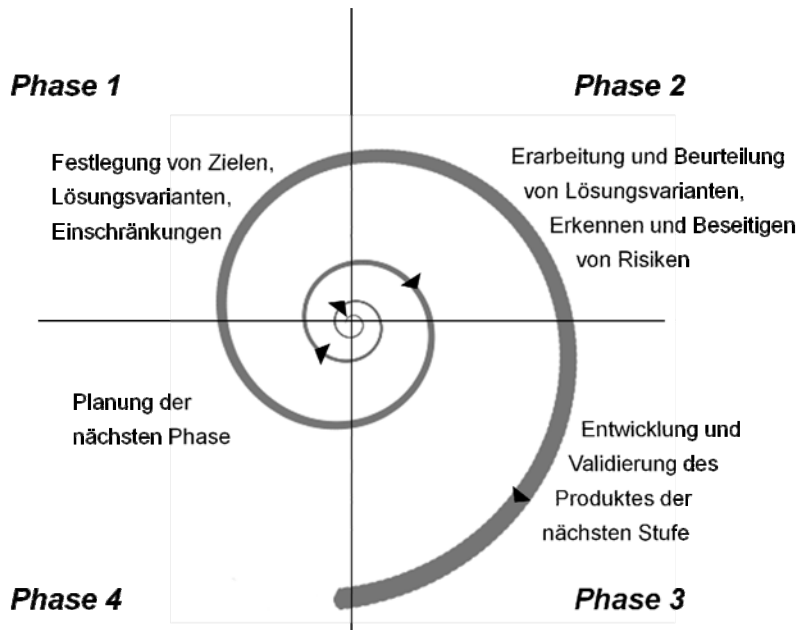 Phase 1
Phase 2
Festlegung von Zielen,
Lösungsvarianten,
Einschränkungen
Erarbeitung und Beurteilung
von Lösungsvarianten,
Erkennen und Beseitigen
von Risiken
Planung der
nächsten Phase
Entwicklung und
Validierung des
Produktes der
nächsten Stufe
Phase 4
Phase 3